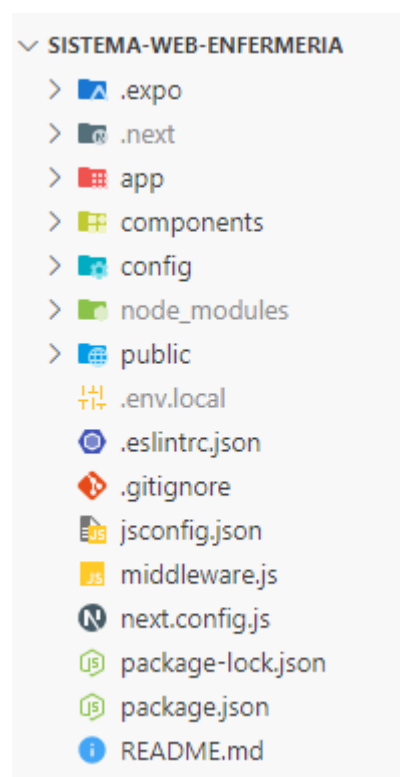 SISTEMA-WEB-ENFERMERIA
.expo
.next
app
components
config
node_modules
public
.env.local
.eslintrc.json
.gitignore
jsconfig.json
middleware.js
next.config.js
package-lock.json
package.json
README.md